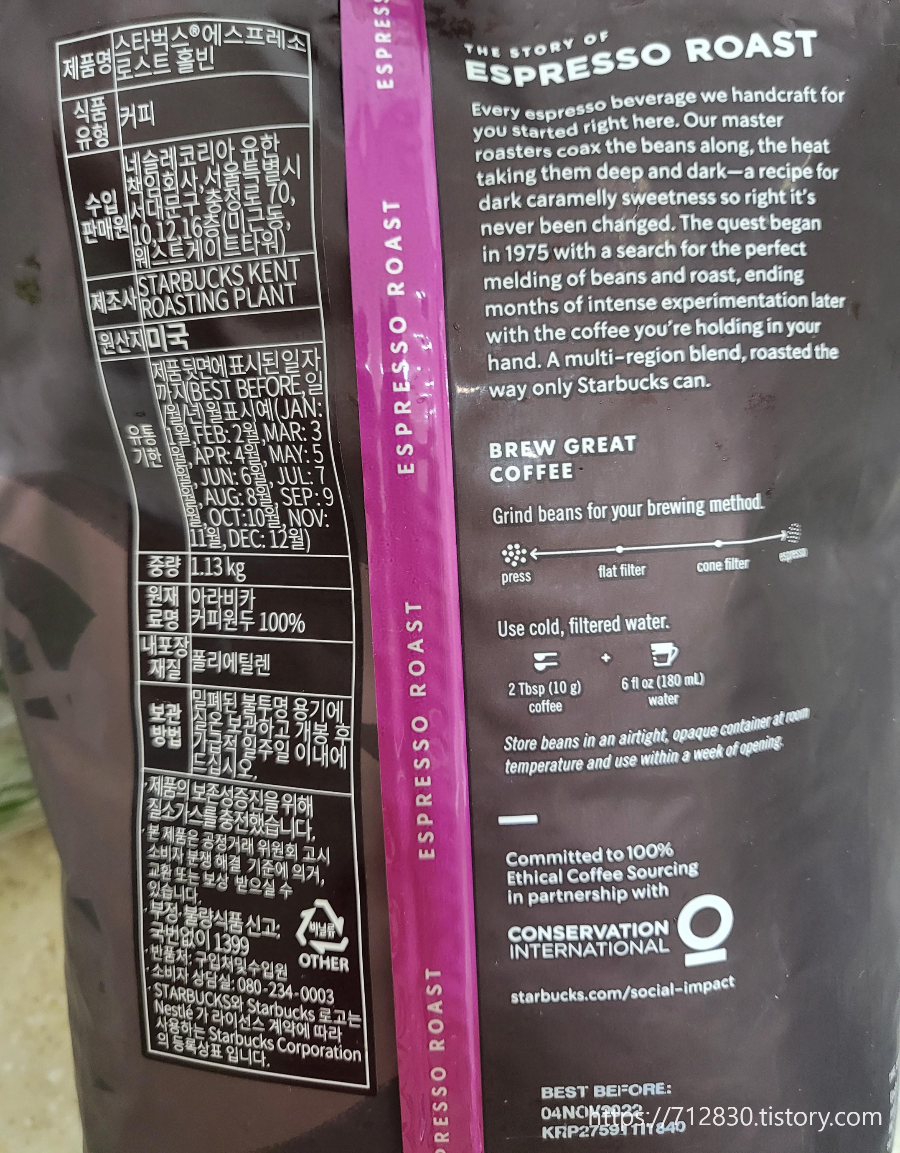 제품명
스타벅스® 에스프레소
로스트 홀빈
식품
유형
커피
수입
판매원
네슬레코리아 유한
책임회사,서울특별시
서대문구 충정로 70,
10,12,16층(미근동,
웨스트게이트타워)
제조사
STARBUCKS KENT
ROASTING PLANT
원산지
미국
유통
기한
제품 뒷면에 표시된 일자
까지(BEST BEFORE,일
/월/년 월 표시예(JAN:
1월,FEB: 2월,MAR: 3
월,APR: 4월,MAY: 5
월,JUN: 6월,JUL: 7
월,AUG: 8월,SEP: 9
월,OCT:10월,NOV:
11월,DEC: 12월)
중량
1.13 kg
원재
료명
아라비카
커피원두 100%
내포장
재질
폴리에틸렌
보관
방법
밀폐된 불투명 용기에
실온 보관하고 개봉 후
가급적 일주일 이내에
드십시오.
·제품의 보존성증진을 위해
질소가스를 충전했습니다.
·본 제품은 공정거래 위원회 고시
소비자 분쟁 해결 기준에 의거,
교환 또는 보상 받으실 수
있습니다.
·부정·불량식품 신고:
국번없이 1399
·반품처: 구입처및수입원
·소비자 상담실: 080-234-0003
·STARBUCKS와 Starbucks 로고는
Nestlé 가 라이선스 계약에 따라
사용하는 Starbucks Corporation
의 등록상표 입니다.
비닐류
OTHER
ESPRESS
ESPRESSO ROAST
ESPRESSO ROAST
RESSO ROAST
THE STORY OF
ESPRESSO ROAST
Every espresso beverage we handcraft for
you started right here. Our master
roasters coax the beans along, the heat
taking them deep and dark—a recipe for
dark caramelly sweetness so right it's
never been changed. The quest began
in 1975 with a search for the perfect
melding of beans and roast, ending
months of intense experimentation later
with the coffee you're holding in your
hand. A multi-region blend, roasted the
way only Starbucks can.
BREW GREAT
COFFEE
Grind beans for your brewing method.
press flat filter cone filter espresso
Use cold, filtered water.
+
2 Tbsp (10 g)
coffee
6 fl oz (180 mL)
water
Store beans in an airtight, opaque container at room
temperature and use within a week of opening.
Committed to 100%
Ethical Coffee Sourcing
in partnership with
CONSERVATION
INTERNATIONAL
starbucks.com/social-impact
BEST BEFORE:
04NOV2022
https://712830.tistory.com